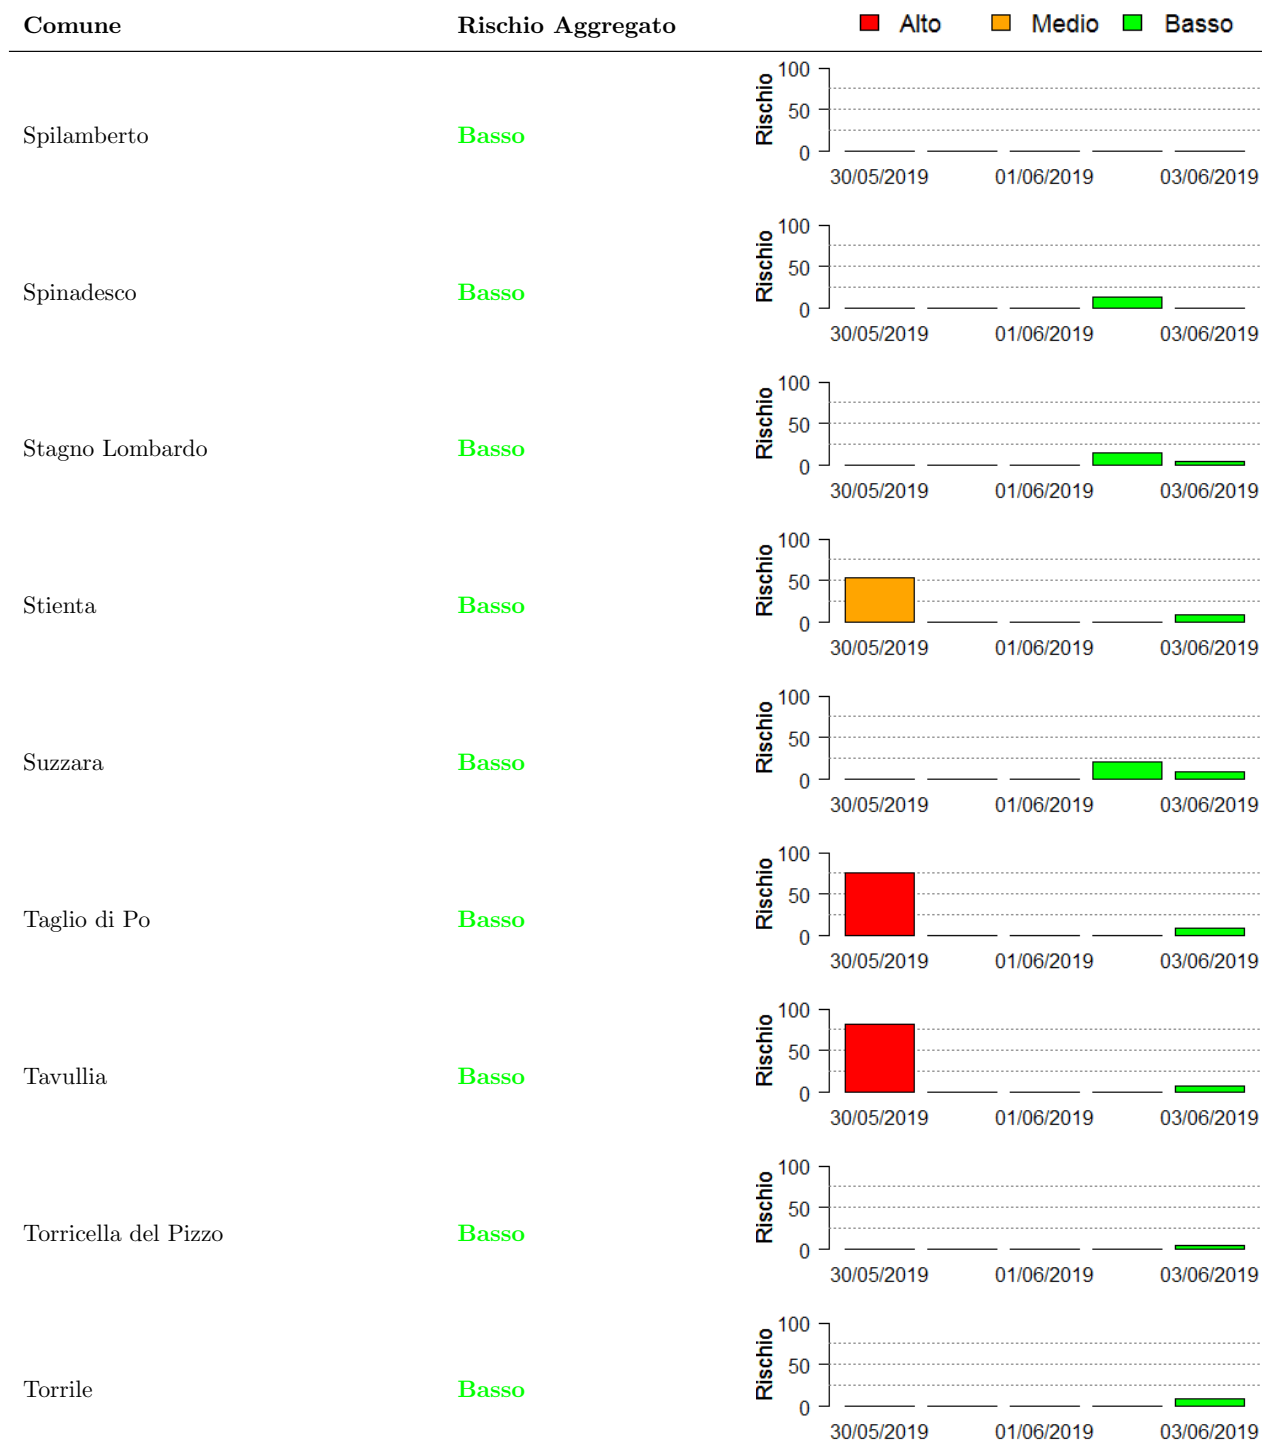 Comune Rischio Aggregato Alto Medio Basso
Spilamberto Basso
Rischio
100
50
0
30/05/2019 01/06/2019 03/06/2019
Spinadesco Basso
Rischio
100
50
0
30/05/2019 01/06/2019 03/06/2019
Stagno Lombardo Basso
Rischio
100
50
0
30/05/2019 01/06/2019 03/06/2019
Stienta Basso
Rischio
100
50
0
30/05/2019 01/06/2019 03/06/2019
Suzzara Basso
Rischio
100
50
0
30/05/2019 01/06/2019 03/06/2019
Taglio di Po Basso
Rischio
100
50
0
30/05/2019 01/06/2019 03/06/2019
Tavullia Basso
Rischio
100
50
0
30/05/2019 01/06/2019 03/06/2019
Torricella del Pizzo Basso
Rischio
100
50
0
30/05/2019 01/06/2019 03/06/2019
Torrile Basso
Rischio
100
50
0
30/05/2019 01/06/2019 03/06/2019